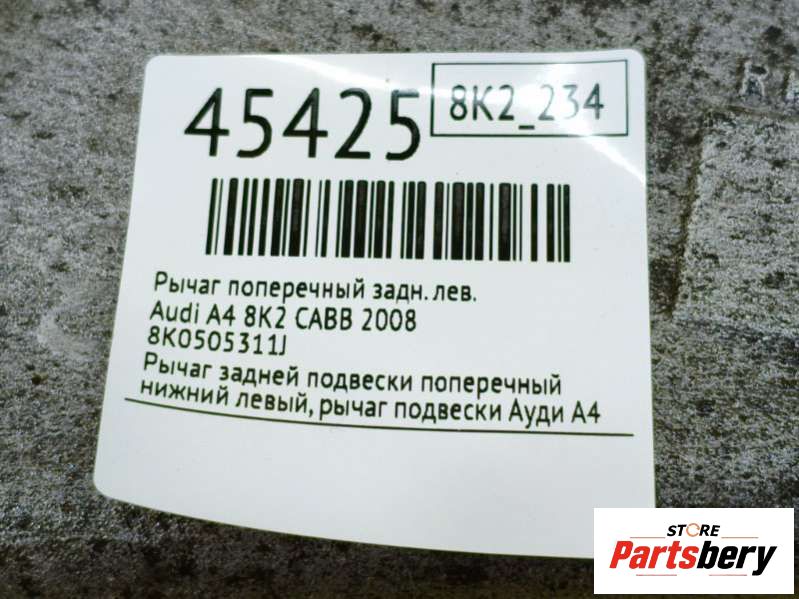 45425
8K2_234
Рычаг поперечный задн. лев.
Audi A4 8K2 CABB 2008
8K0505311J
Рычаг задней подвески поперечный
нижний левый, рычаг подвески Ауди А4
STORE
Partsbery